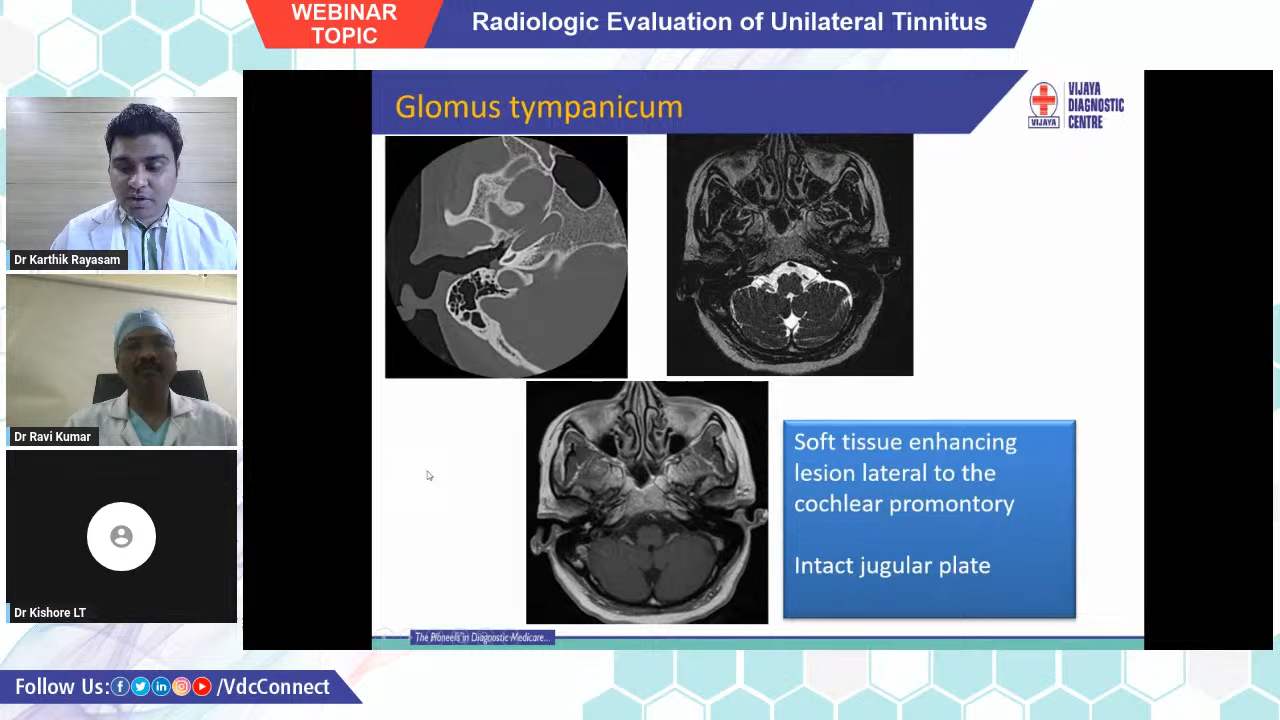 WEBINAR
TOPIC
Radiologic Evaluation of Unilateral Tinnitus
Glomus tympanicum
VIJAYA
DIAGNOSTIC
CENTRE
VIJAYA
Dr Karthik Rayasam
Dr Ravi Kumar
Dr Kishore LT
Soft tissue enhancing
lesion lateral to the
cochlear promontory
Intact jugular plate
The Pioneers in Diagnostic Medicare...
Follow Us: /VdcConnect